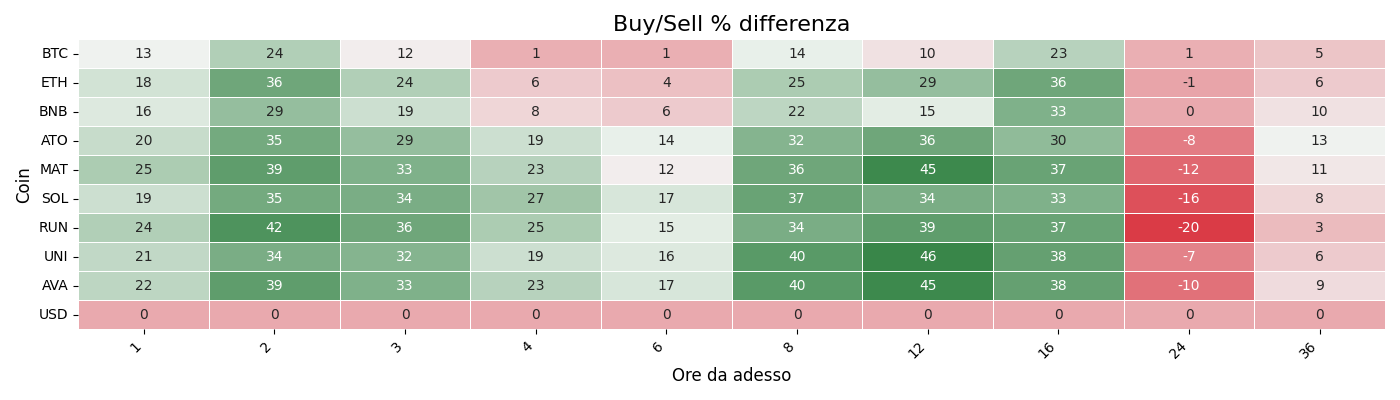 Buy/Sell % differenza
Coin
BTC 13 24 12 1 1 14 10 23 1 5
ETH 18 36 24 6 4 25 29 36 -1 6
BNB 16 29 19 8 6 22 15 33 0 10
ATO 20 35 29 19 14 32 36 30 -8 13
MAT 25 39 33 23 12 36 45 37 -12 11
SOL 19 35 34 27 17 37 34 33 -16 8
RUN 24 42 36 25 15 34 39 37 -20 3
UNI 21 34 32 19 16 40 46 38 -7 6
AVA 22 39 33 23 17 40 45 38 -10 9
USD 0 0 0 0 0 0 0 0 0 0
1 2 3 4 6 8 12 16 24 36
Ore da adesso